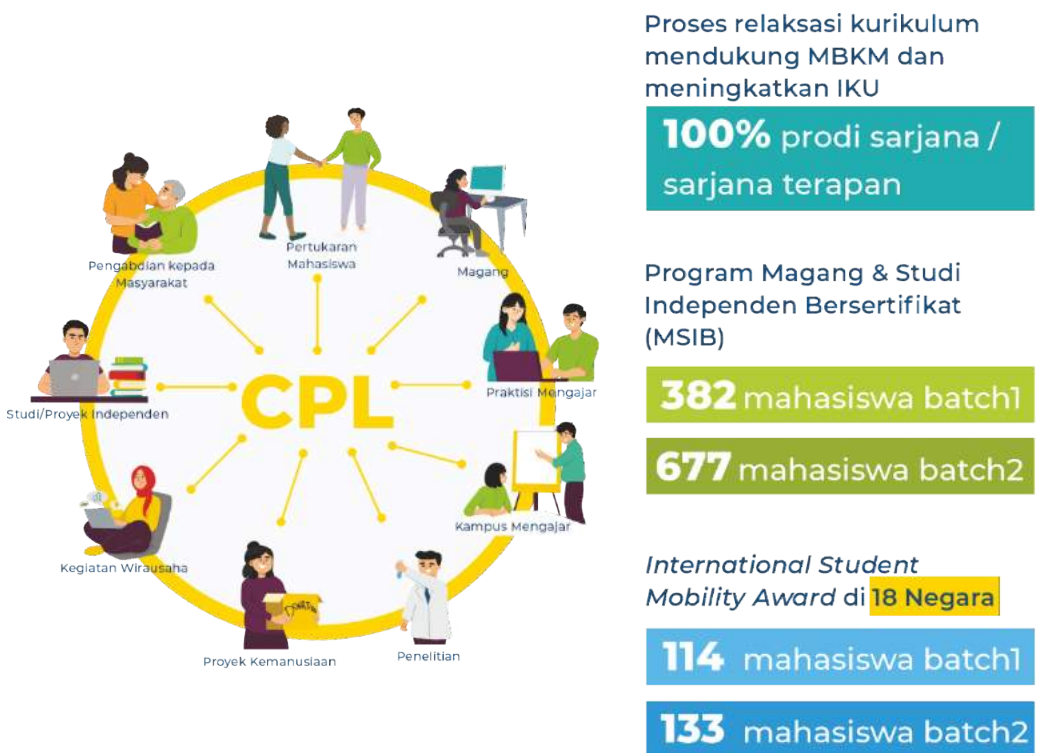 Pertukaran
Mahasiswa
Magang
Pengabdian kepada
Masyarakat
Praktisi Mengajar
Studi/Proyek Independen
CPL
Kampus Mengajar
Kegiatan Wirausaha
DONATION
Proyek Kemanusiaan
Penelitian
Proses relaksasi kurikulum
mendukung MBKM dan
meningkatkan IKU
100% prodi sarjana /
sarjana terapan
Program Magang & Studi
Independen Bersertifikat
(MSIB)
382 mahasiswa batch1
677 mahasiswa batch2
International Student
Mobility Award di 18 Negara
114 mahasiswa batch1
133 mahasiswa batch2